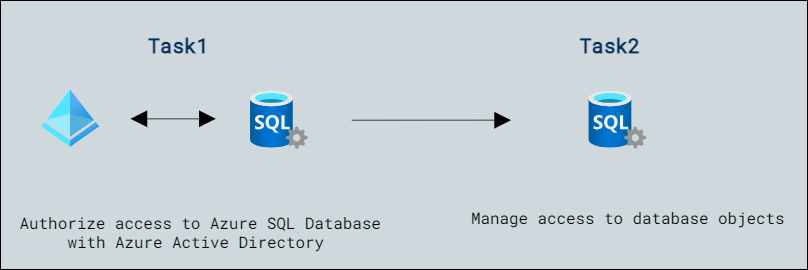 Task1
Task2
SQL
SQL
Authorize access to Azure SQL Database
with Azure Active Directory
Manage access to database objects